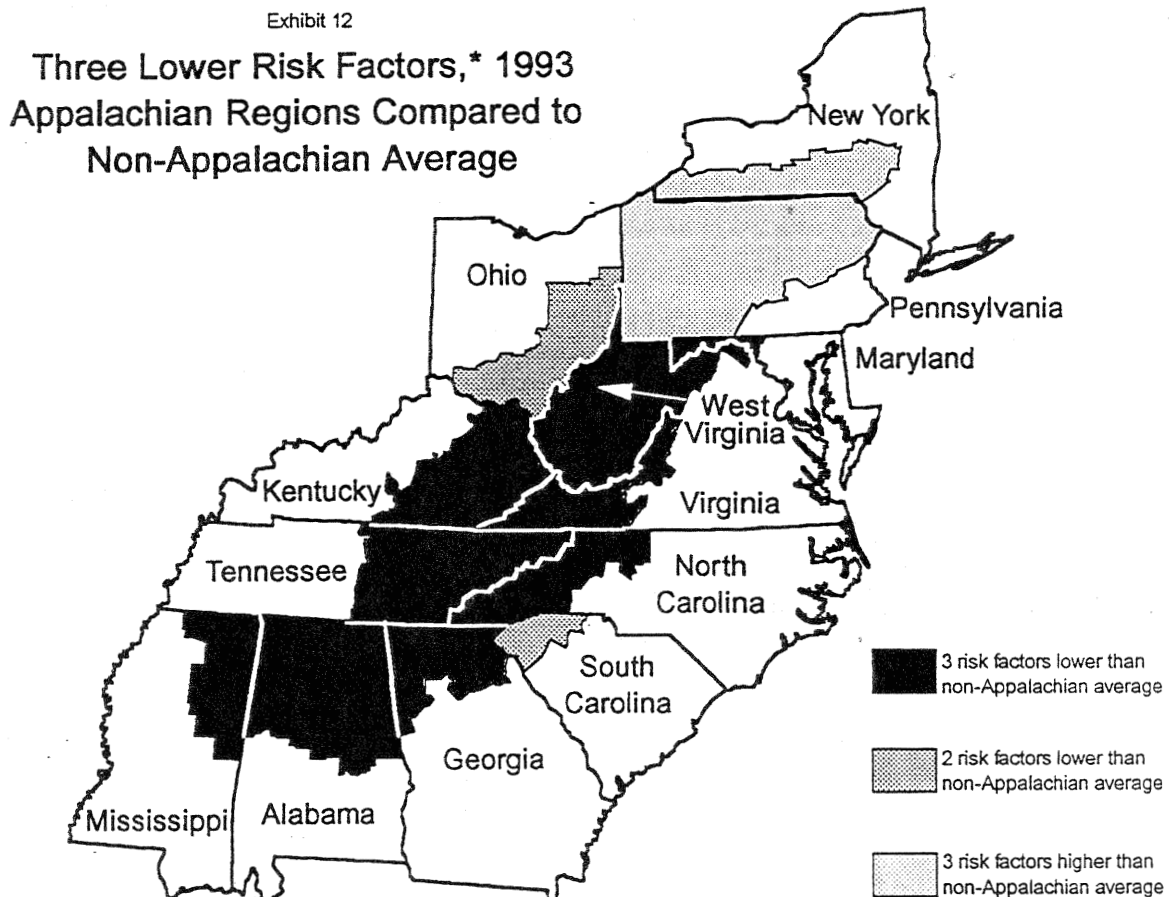 Exhibit 12
Three Lower Risk Factors,* 1993
Appalachian Regions Compared to
Non-Appalachian Average
New York
Ohio
Pennsylvania
Maryland
West
Virginia
Kentucky
Virginia
Tennessee
North
Carolina
South
Carolina
Georgia
Mississippi
Alabama
3 risk factors lower than
non-Appalachian average
2 risk factors lower than
non-Appalachian average
3 risk factors higher than
non-Appalachian average